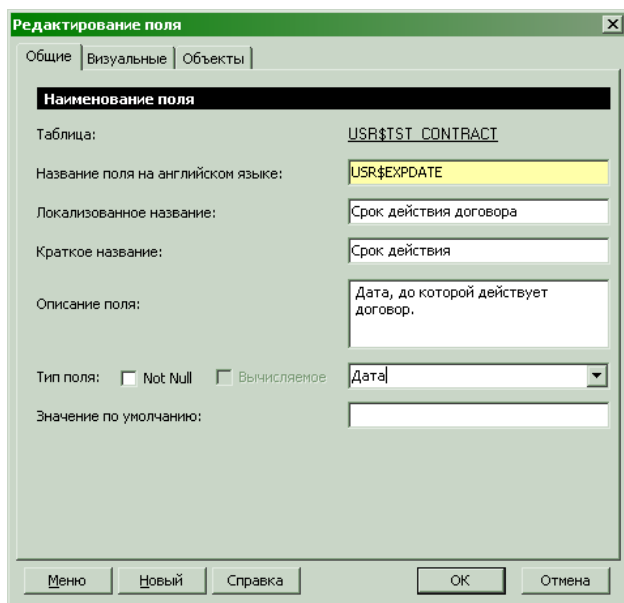 Редактирование поля
Общие Визуальные Объекты
Наименование поля
Таблица: USR$TST_CONTRACT
Название поля на английском языке: USR$EXPDATE
Локализованное название: Срок действия договора
Краткое название: Срок действия
Описание поля: Дата, до которой действует
договор.
Тип поля: Not Null Вычисляемое Дата
Значение по умолчанию:
Меню Новый Справка OK Отмена